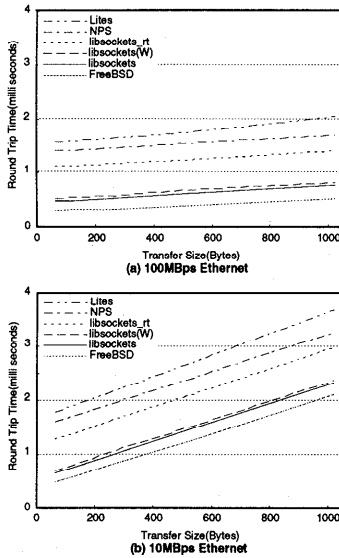 4
Lites
NPS
libsockets_rt
libsockets(W)
libsockets
FreeBSD
3
2
1
0
Round Trip Time(milli seconds)
0 200 400 600 800 1000
Transfer Size(Bytes)
(a) 100MBps Ethernet
4
Lites
NPS
libsockets_rt
libsockets(W)
libsockets
FreeBSD
3
2
1
0
Round Trip Time(milli seconds)
0 200 400 600 800 1000
Transfer Size(Bytes)
(b) 10MBps Ethernet